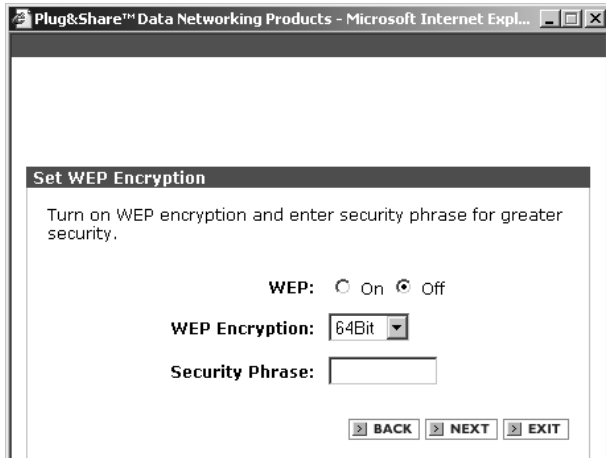 Plug&Share™ Data Networking Products - Microsoft Internet Expl...
Set WEP Encryption
Turn on WEP encryption and enter security phrase for greater
security.
WEP: On Off
WEP Encryption: 64Bit
Security Phrase:
BACK NEXT EXIT